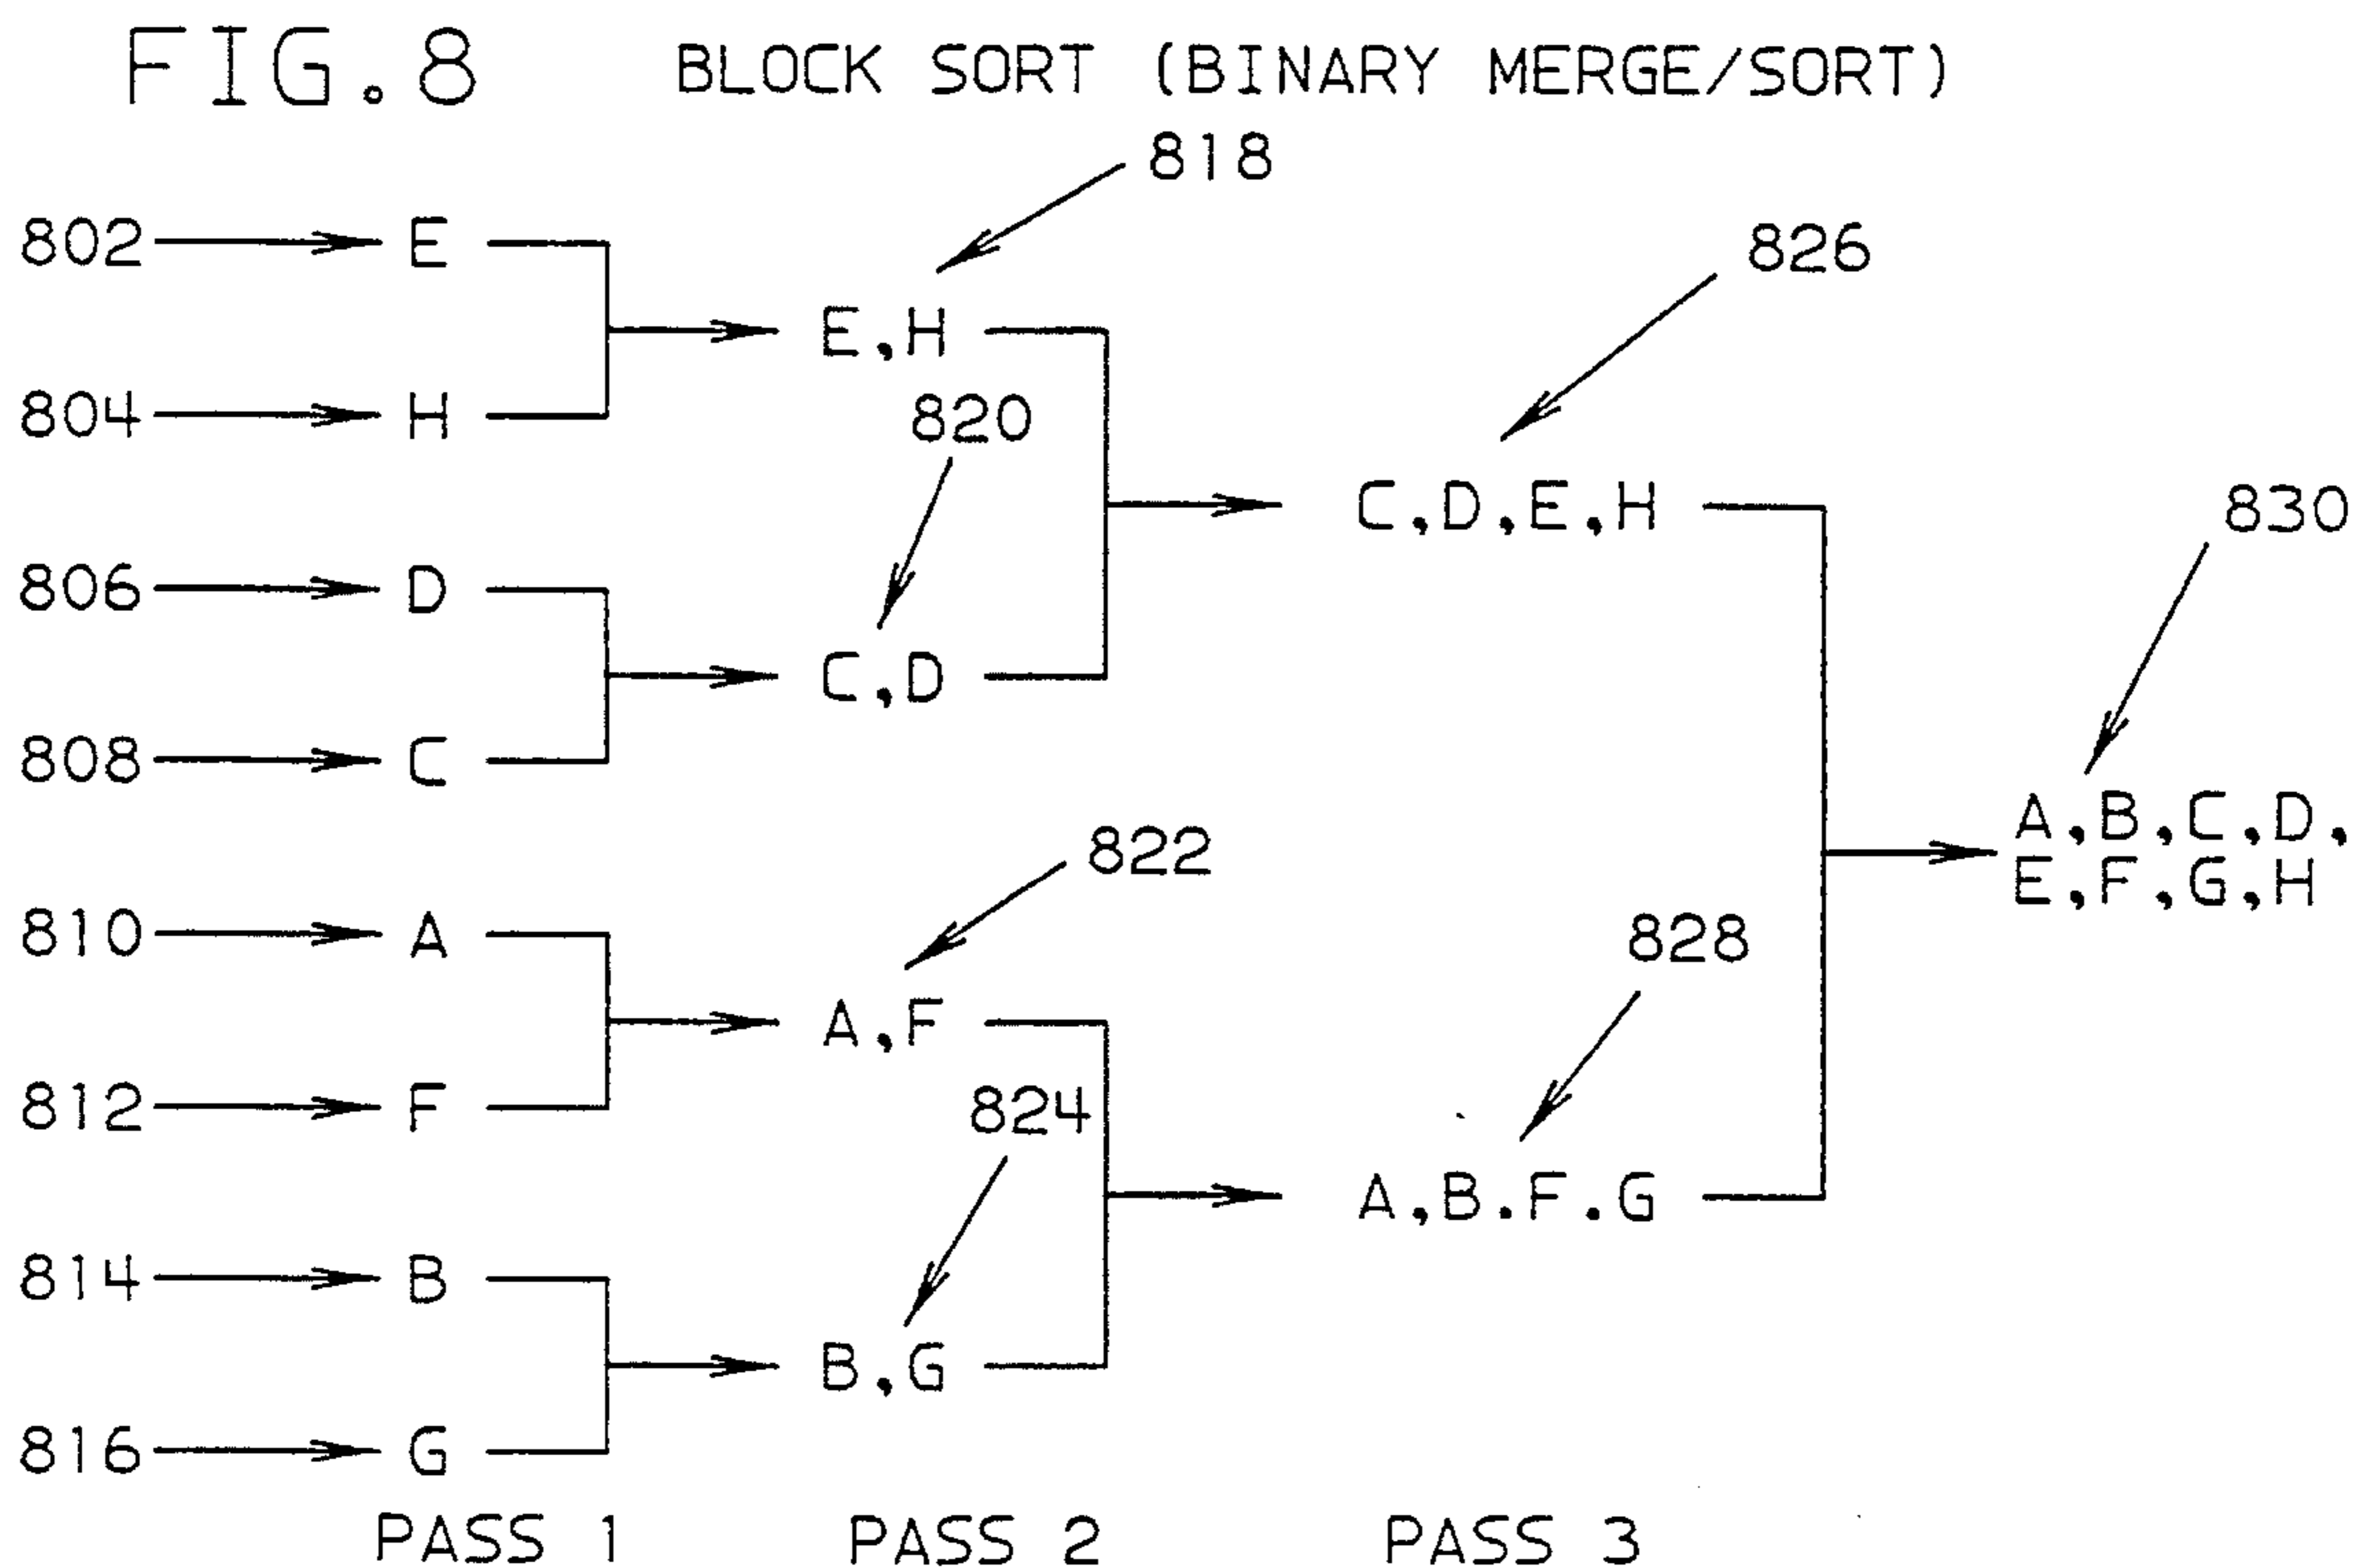 FIG.8 BLOCK SORT (BINARY MERGE/SORT)
818
802 E
826
E,H
804 H
820
C,D,E,H
830
806 D
C,D
808 C
A,B,C,D,
E,F,G,H
822
810 A
828
A,F
812 F
824
A,B.F.G
814 B
B,G
816 G
PASS 1 PASS 2 PASS 3